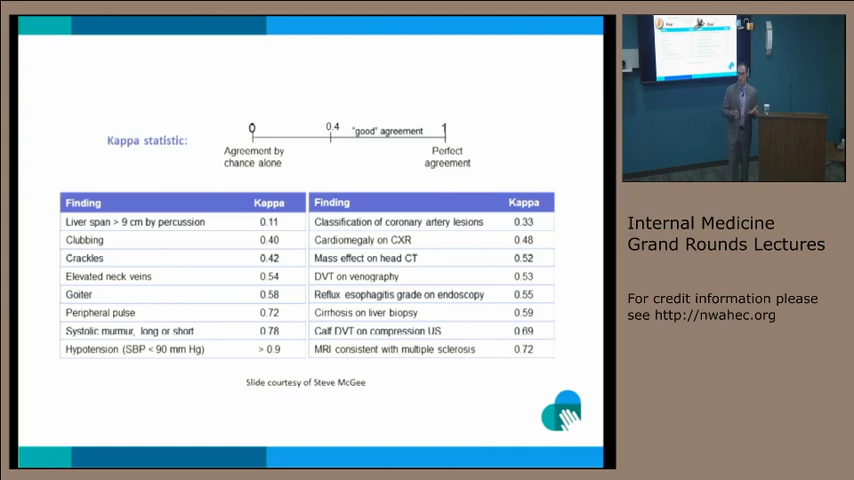 Kappa statistic:
0
0.4
"good" agreement
1
Agreement by
chance alone
Perfect
agreement
Finding Kappa Finding Kappa
Liver span > 9 cm by percussion 0.11 Classification of coronary artery lesions 0.33
Clubbing 0.40 Cardiomegaly on CXR 0.48
Crackles 0.42 Mass effect on head CT 0.52
Elevated neck veins 0.54 DVT on venography 0.53
Goiter 0.58 Reflux esophagitis grade on endoscopy 0.55
Peripheral pulse 0.72 Cirrhosis on liver biopsy 0.59
Systolic murmur, long or short 0.78 Calf DVT on compression US 0.69
Hypotension (SBP < 90 mm Hg) > 0.9 MRI consistent with multiple sclerosis 0.72
Slide courtesy of Steve McGee
Internal Medicine
Grand Rounds Lectures
For credit information please
see http://nwahec.org